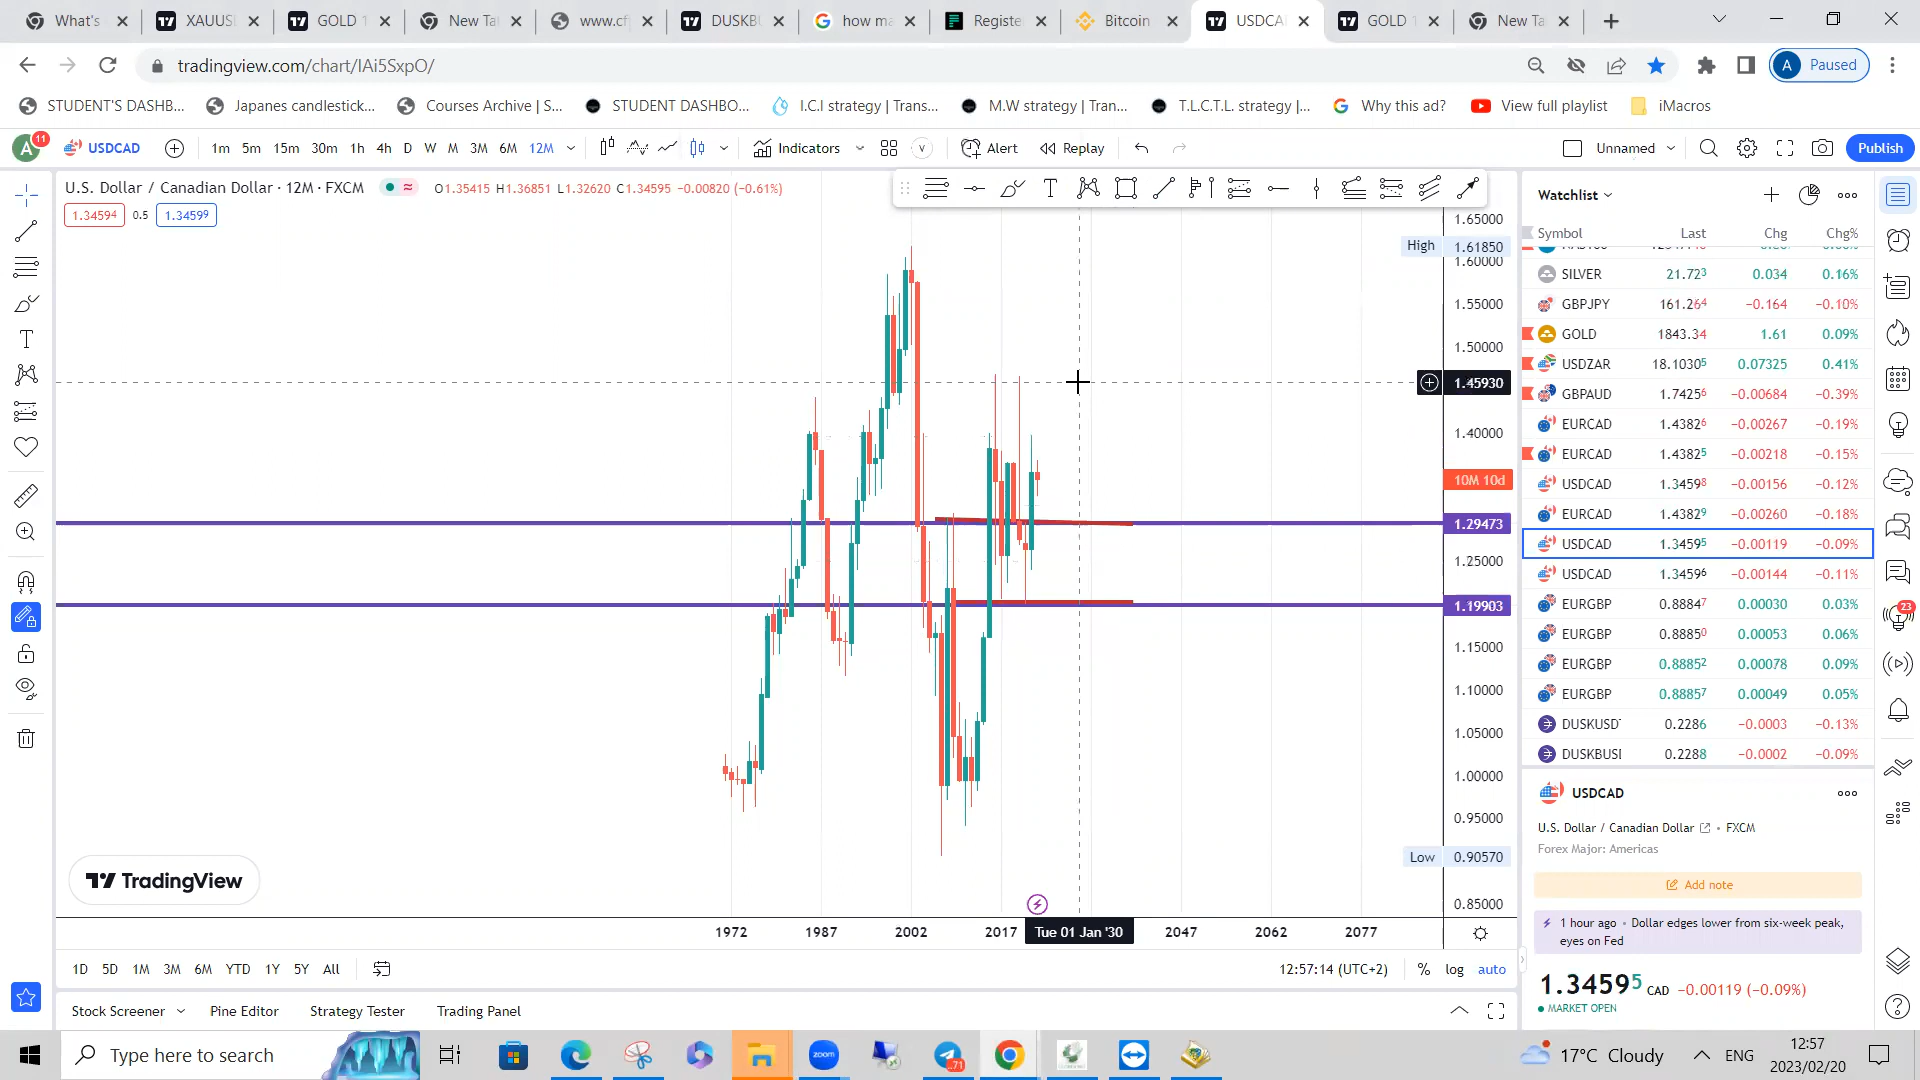 What's
XAUUS
GOLD 1
New Ta
www.cf
DUSKBU
how ma
Registe
Bitcoin
USDCA
GOLD 1
New Ta
tradingview.com/chart/IAi5SxpO/
A Paused
STUDENT'S DASHB...
Japanes candlestick...
Courses Archive | S...
STUDENT DASHBO...
I.C.I strategy | Trans...
M.W strategy | Tran...
T.L.C.T.L. strategy |...
Why this ad?
View full playlist
iMacros
A 11 USDCAD 1m 5m 15m 30m 1h 4h D W M 3M 6M 12M Indicators Alert Replay Unnamed Publish
U.S. Dollar / Canadian Dollar · 12M · FXCM O1.35415 H1.36851 L1.32620 C1.34595 −0.00820 (−0.61%)
1.34594 0.5 1.34599
1.65000
High 1.61850
1.60000
1.55000
1.50000
1.45930
1.40000
10M 10d
1.29473
1.25000
1.19903
1.15000
1.10000
1.05000
1.00000
0.95000
Low 0.90570
0.85000
TradingView
1972 1987 2002 2017 Tue 01 Jan '30 2047 2062 2077
1D 5D 1M 3M 6M YTD 1Y 5Y All 12:57:14 (UTC+2) % log auto
Stock Screener Pine Editor Strategy Tester Trading Panel
Watchlist
Symbol Last Chg Chg%
SILVER 21.723 0.034 0.16%
GBPJPY 161.264 −0.164 −0.10%
GOLD 1843.34 1.61 0.09%
USDZAR 18.10305 0.07325 0.41%
GBPAUD 1.74256 −0.00684 −0.39%
EURCAD 1.43826 −0.00267 −0.19%
EURCAD 1.43825 −0.00218 −0.15%
USDCAD 1.34598 −0.00156 −0.12%
EURCAD 1.43829 −0.00260 −0.18%
USDCAD 1.34595 −0.00119 −0.09%
USDCAD 1.34596 −0.00144 −0.11%
EURGBP 0.88847 0.00030 0.03%
EURGBP 0.88850 0.00053 0.06%
EURGBP 0.88852 0.00078 0.09%
EURGBP 0.88857 0.00049 0.05%
DUSKUSDT 0.2286 −0.0003 −0.13%
DUSKBUSI 0.2288 −0.0002 −0.09%
23
USDCAD
U.S. Dollar / Canadian Dollar • FXCM
Forex Major: Americas
Add note
1 hour ago • Dollar edges lower from six-week peak,
eyes on Fed
1.34595 CAD −0.00119 (−0.09%)
MARKET OPEN
Type here to search
zoom
71
17°C Cloudy
ENG
12:57
2023/02/20